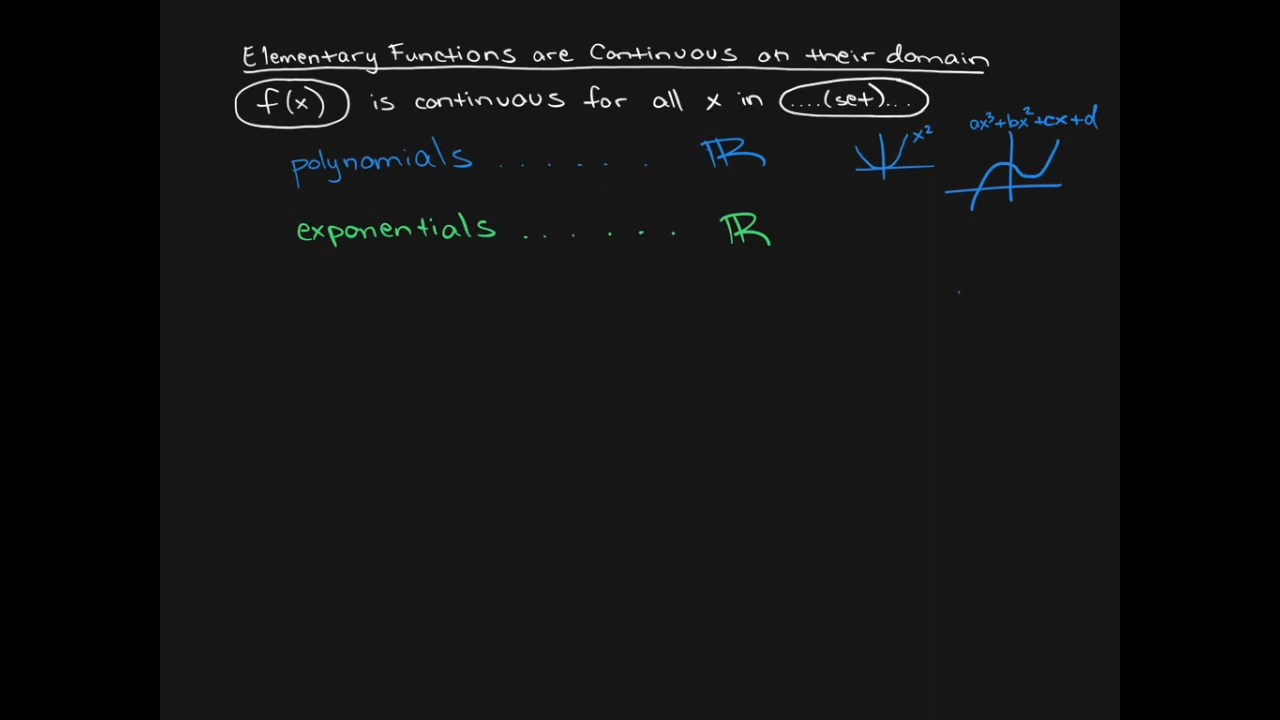 Elementary Functions are Continuous on their domain
f(x) is continuous for all x in ....(set)...
polynomials . . . . . . ℝ x² ax³+bx²+cx+d
exponentials . . . . . . ℝ